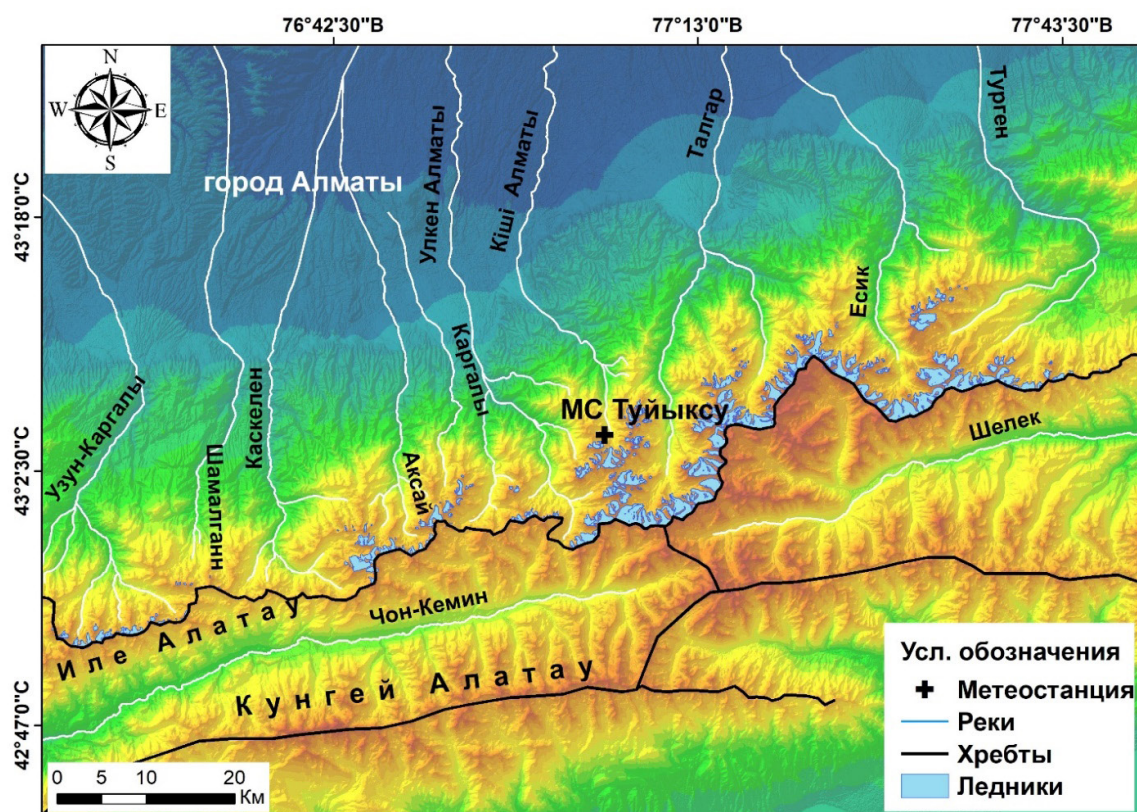 76°42'30"В
77°13'0"В
77°43'30"В
N
W
E
S
43°18'0"С
43°2'30"С
42°47'0"С
город Алматы
Улкен Алматы
Кіші Алматы
Талгар
Турген
Есик
Узун-Каргалы
Шамалганн
Каскелен
Аксай
Каргалы
МС Туйыксу
Шелек
Чон-Кемин
Иле Алатау
Кунгей Алатау
Усл. обозначения
Метеостанция
Реки
Хребты
Ледники
0 5 10 20
Км